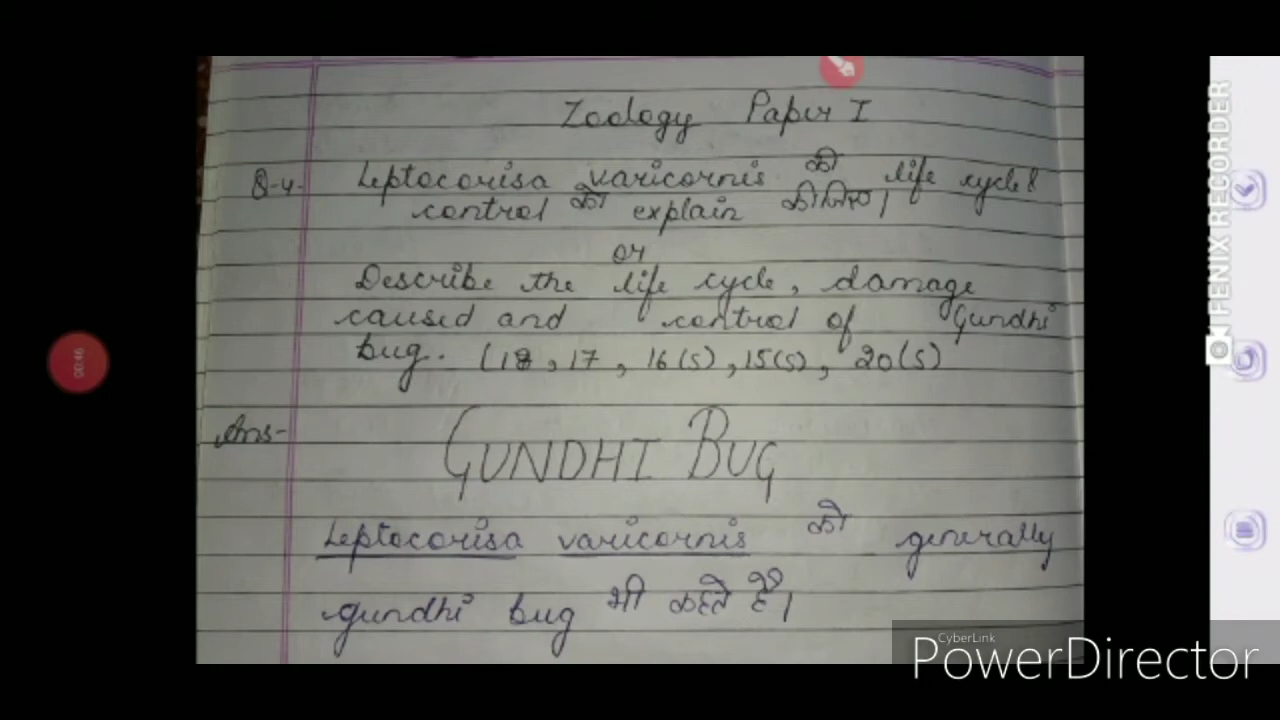 Zoology Paper I
Q-4- Leptocorisa varicornis की life cycle &
control को explain कीजिए।
or
Describe the life cycle, damage
caused and control of Gundhi
bug. (18, 17, 16(S), 15(S), 20(S)
Ans-
GUNDHI BUG
Leptocorisa varicornis को generally
gundhi bug भी कहते हैं।
00:46
FENIX RECORDER
CyberLink
PowerDirector